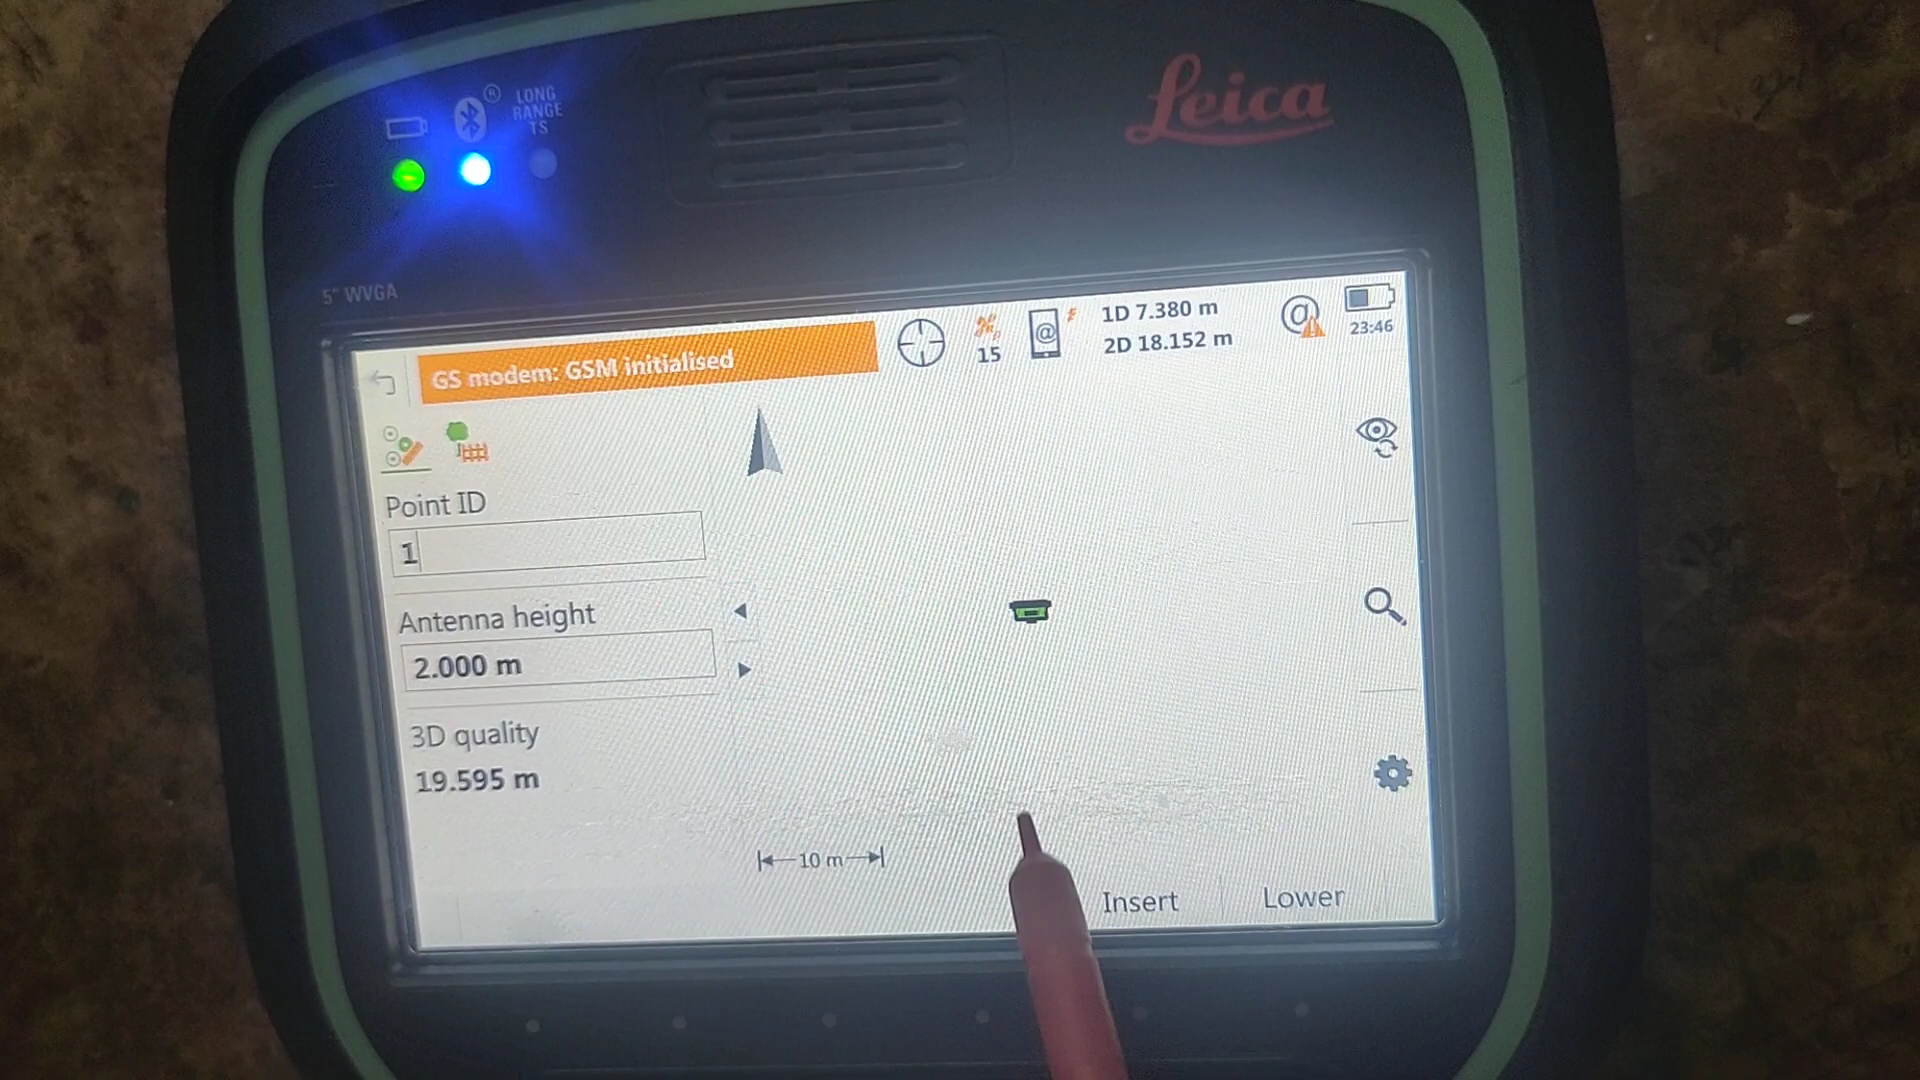 ®
LONG
RANGE
TS
Leica
5" WVGA
GS modem: GSM initialised
15
@
1D 7.380 m
2D 18.152 m
@
23:46
Point ID
1
Antenna height
2.000 m
3D quality
19.595 m
10 m
Insert
Lower